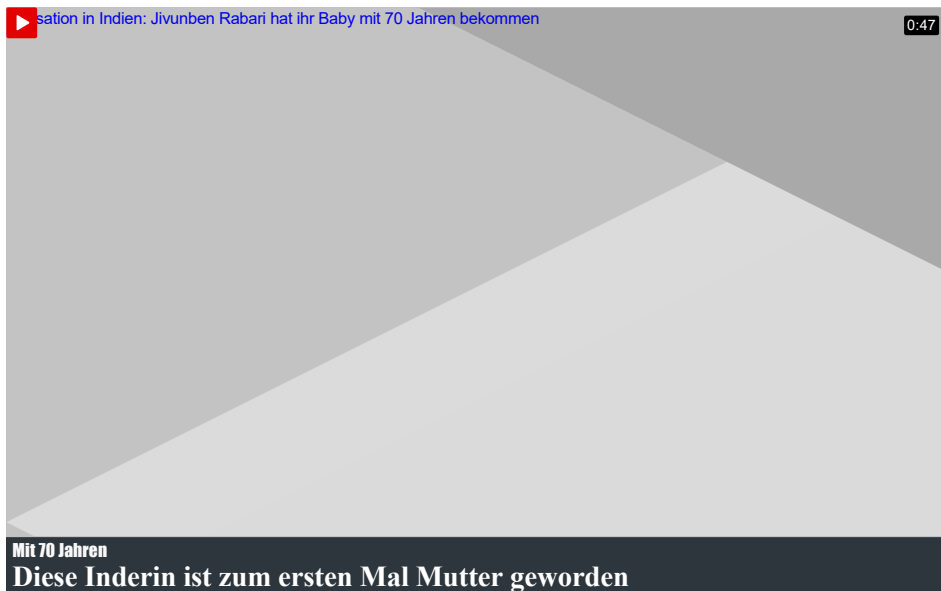 sation in Indien: Jivunben Rabari hat ihr Baby mit 70 Jahren bekommen
0:47
Mit 70 Jahren
Diese Inderin ist zum ersten Mal Mutter geworden